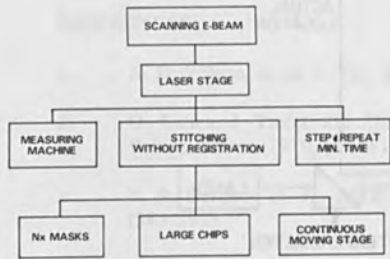 SCANNING E-BEAM
LASER STAGE
MEASURING
MACHINE
STITCHING
WITHOUT REGISTRATION
STEP & REPEAT
MIN. TIME
Nx MASKS
LARGE CHIPS
CONTINUOUS
MOVING STAGE